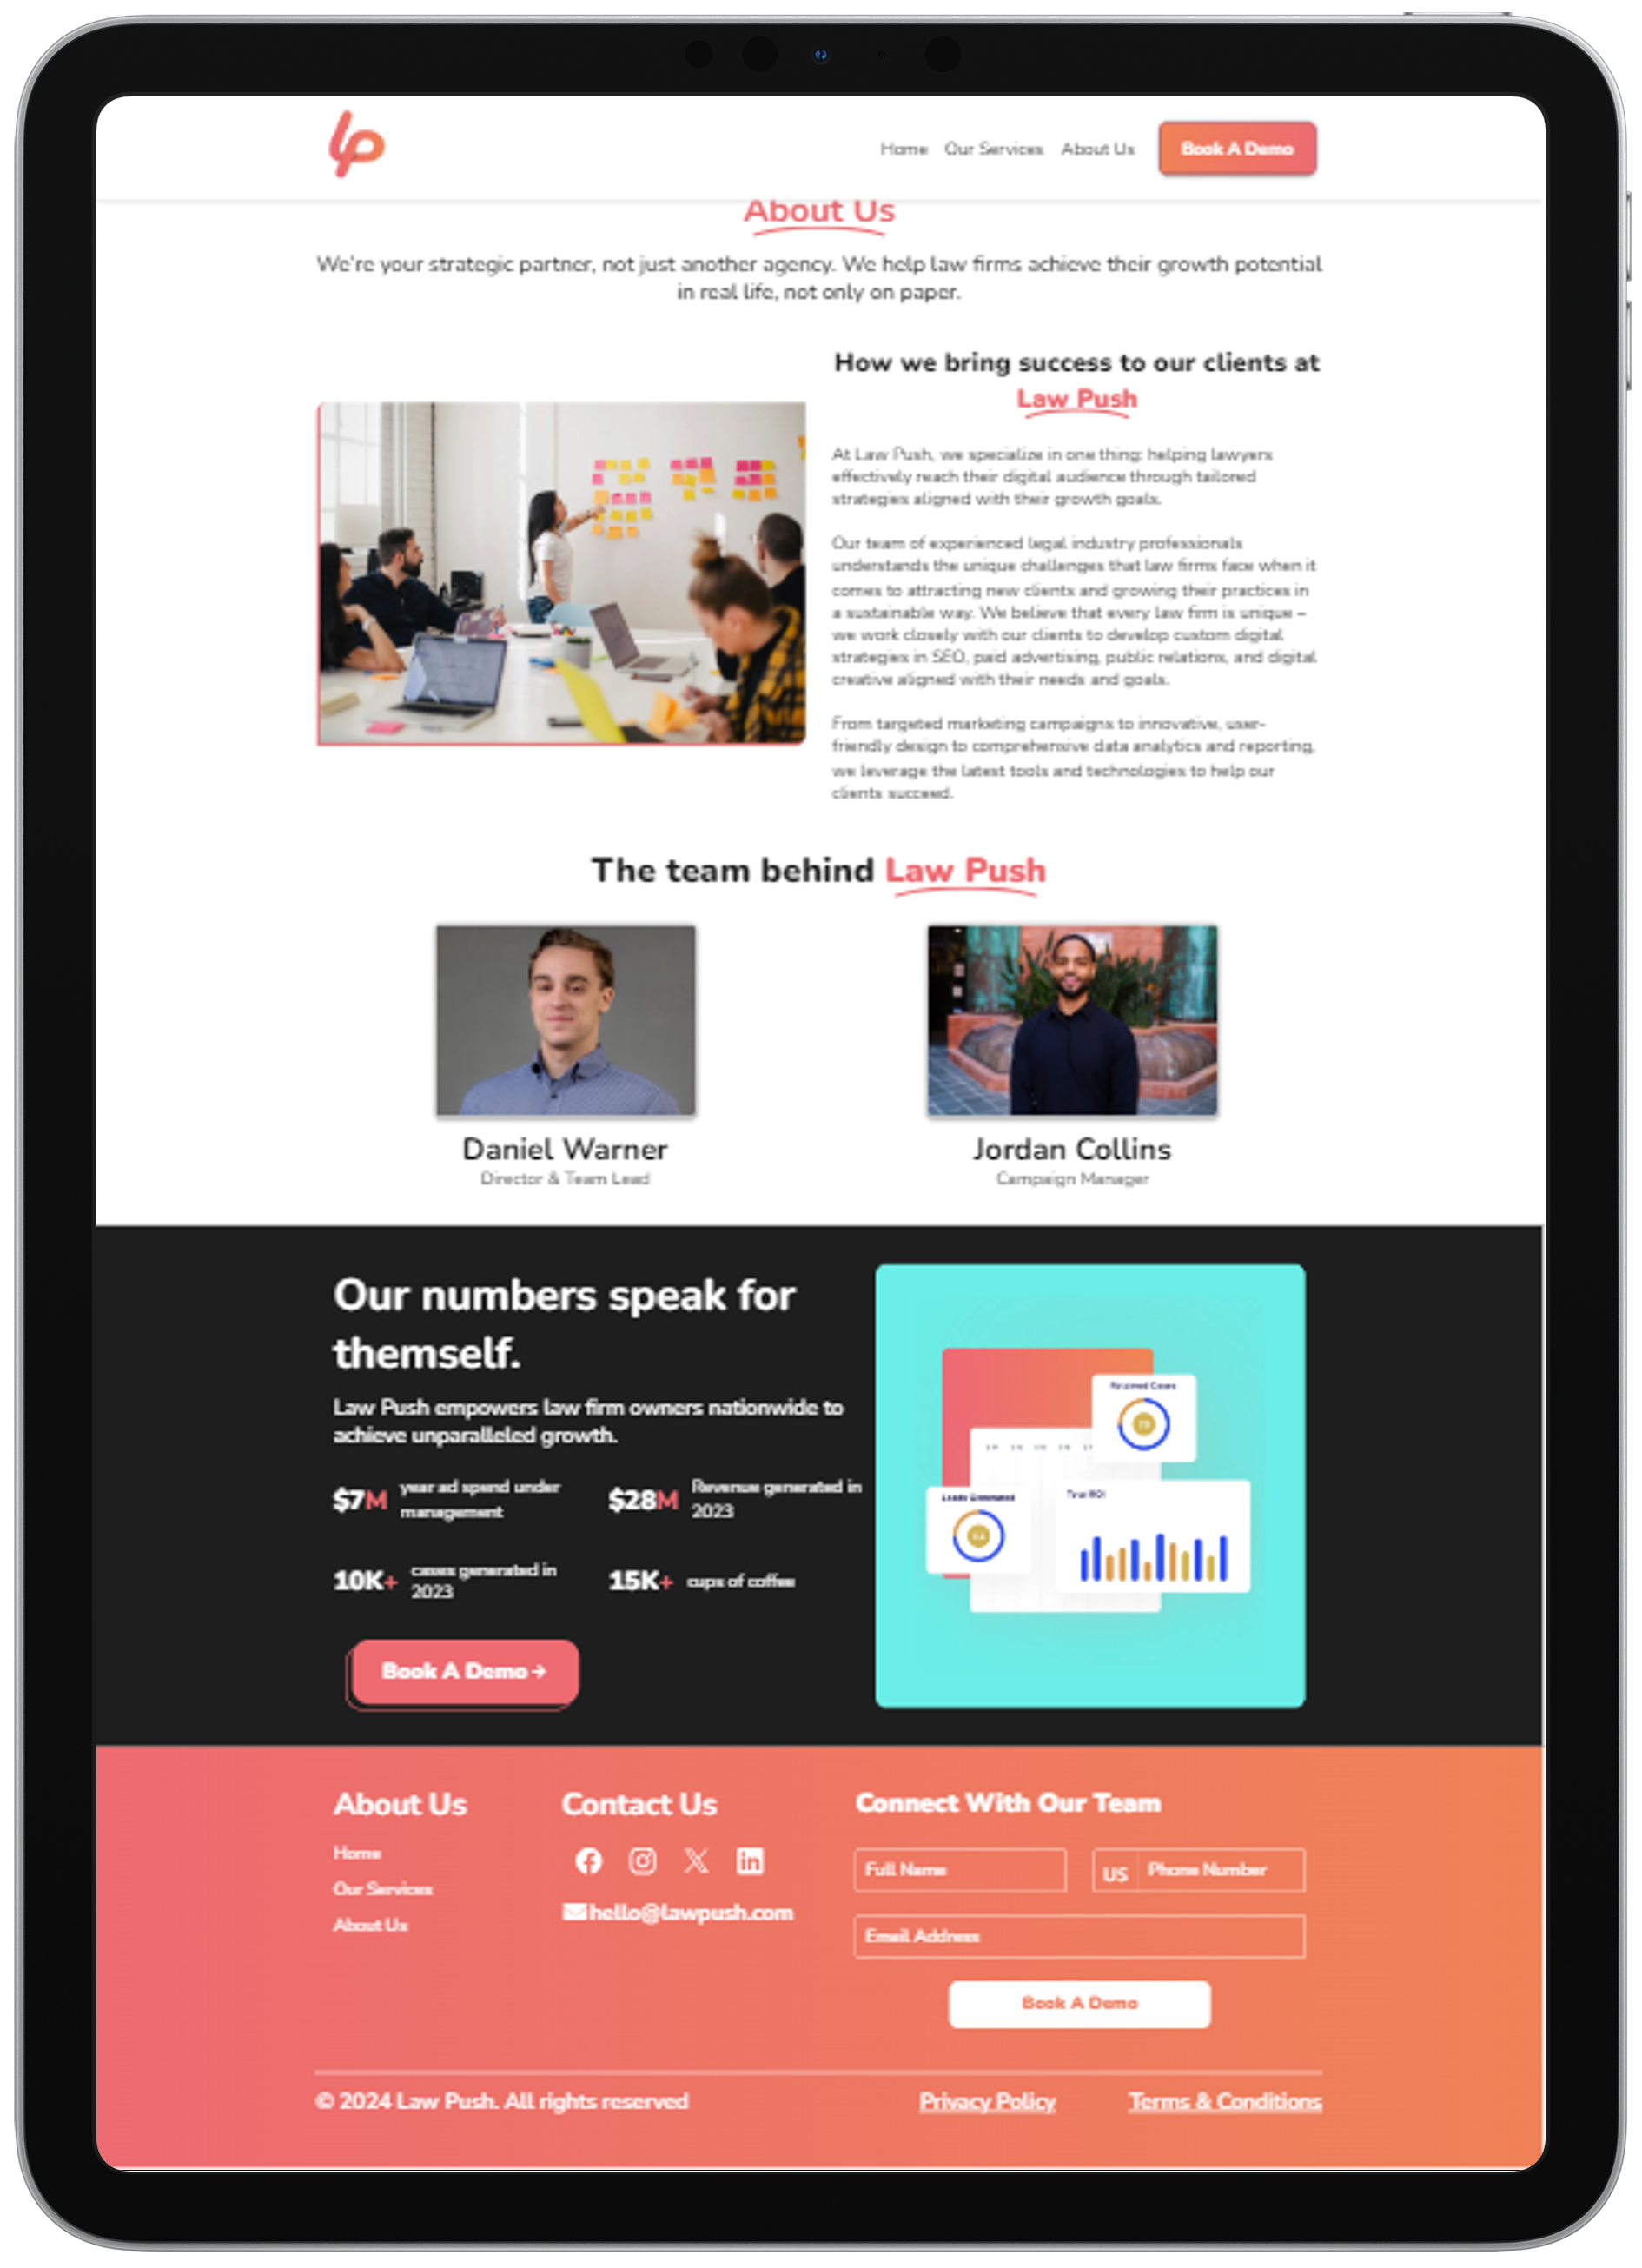 lp
Home Our Services About Us Book A Demo
About Us
We're your strategic partner, not just another agency. We help law firms achieve their growth potential
in real life, not only on paper.
How we bring success to our clients at
Law Push
At Law Push, we specialize in one thing: helping lawyers
effectively reach their digital audience through tailored
strategies aligned with their growth goals.
Our team of experienced legal industry professionals
understands the unique challenges that law firms face when it
comes to attracting new clients and growing their practices in
a sustainable way. We believe that every law firm is unique –
we work closely with our clients to develop custom digital
strategies in SEO, paid advertising, public relations, and digital
creative aligned with their needs and goals.
From targeted marketing campaigns to innovative, user-
friendly design to comprehensive data analytics and reporting,
we leverage the latest tools and technologies to help our
clients succeed.
The team behind Law Push
Daniel Warner
Director & Team Lead
Jordan Collins
Campaign Manager
Our numbers speak for
themself.
Law Push empowers law firm owners nationwide to
achieve unparalleled growth.
$7M year ad spend under
management
$28M Revenue generated in
2023
10K+ cases generated in
2023
15K+ cups of coffee
Book A Demo →
Retained Cases
Leads Generated
Total ROI
About Us
Home
Our Services
About Us
Contact Us
hello@lawpush.com
Connect With Our Team
Full Name
US Phone Number
Email Address
Book A Demo
© 2024 Law Push. All rights reserved
Privacy Policy
Terms & Conditions